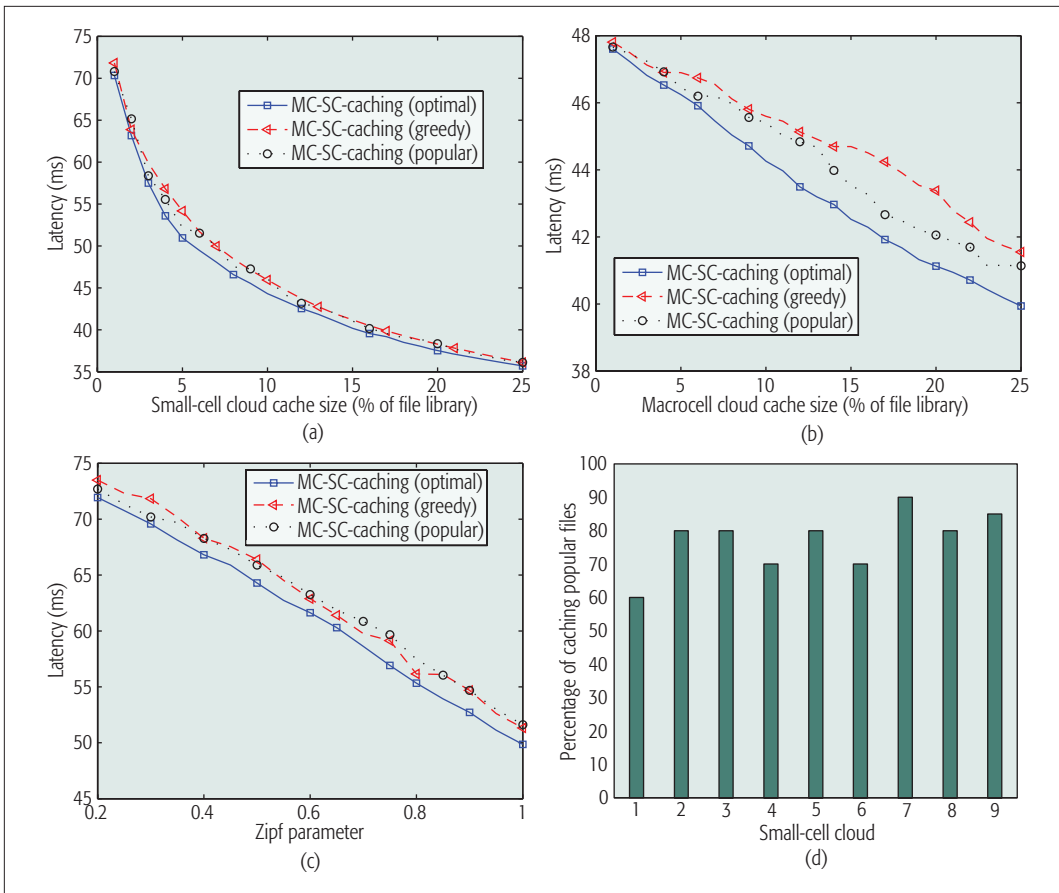 75
70
65
60
55
50
45
40
35
Latency (ms)
MC-SC-caching (optimal)
MC-SC-caching (greedy)
MC-SC-caching (popular)
0 5 10 15 20 25
Small-cell cloud cache size (% of file library)
(a)
48
46
44
42
40
38
Latency (ms)
MC-SC-caching (optimal)
MC-SC-caching (greedy)
MC-SC-caching (popular)
0 5 10 15 20 25
Macrocell cloud cache size (% of file library)
(b)
75
70
65
60
55
50
45
Latency (ms)
MC-SC-caching (optimal)
MC-SC-caching (greedy)
MC-SC-caching (popular)
0.2 0.4 0.6 0.8 1
Zipf parameter
(c)
100
90
80
70
60
50
40
30
20
10
0
Percentage of caching popular files
1 2 3 4 5 6 7 8 9
Small-cell cloud
(d)